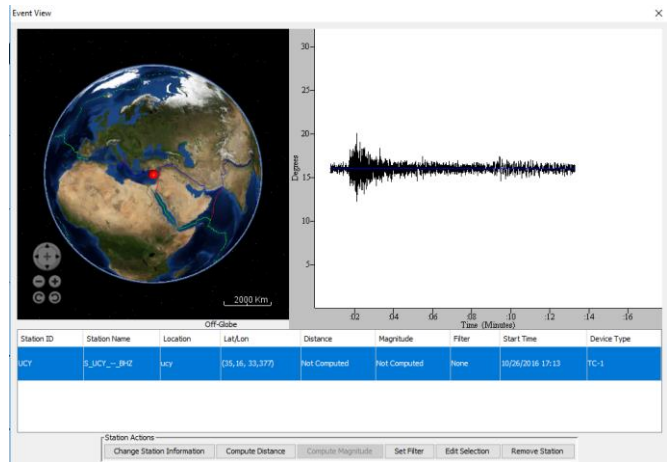 Event View
30
25
20
15
10
5
Degrees
:02 :04 :06 :08 :10 :12 :14 :16
Time (Minutes)
2000 Km
Off-Globe
Station ID Station Name Location Lat/Lon Distance Magnitude Filter Start Time Device Type
UCY S_UCY_--_BHZ ucy (35,16, 33,377) Not Computed Not Computed None 10/26/2016 17:13 TC-1
Station Actions
Change Station Information Compute Distance Compute Magnitude Set Filter Edit Selection Remove Station